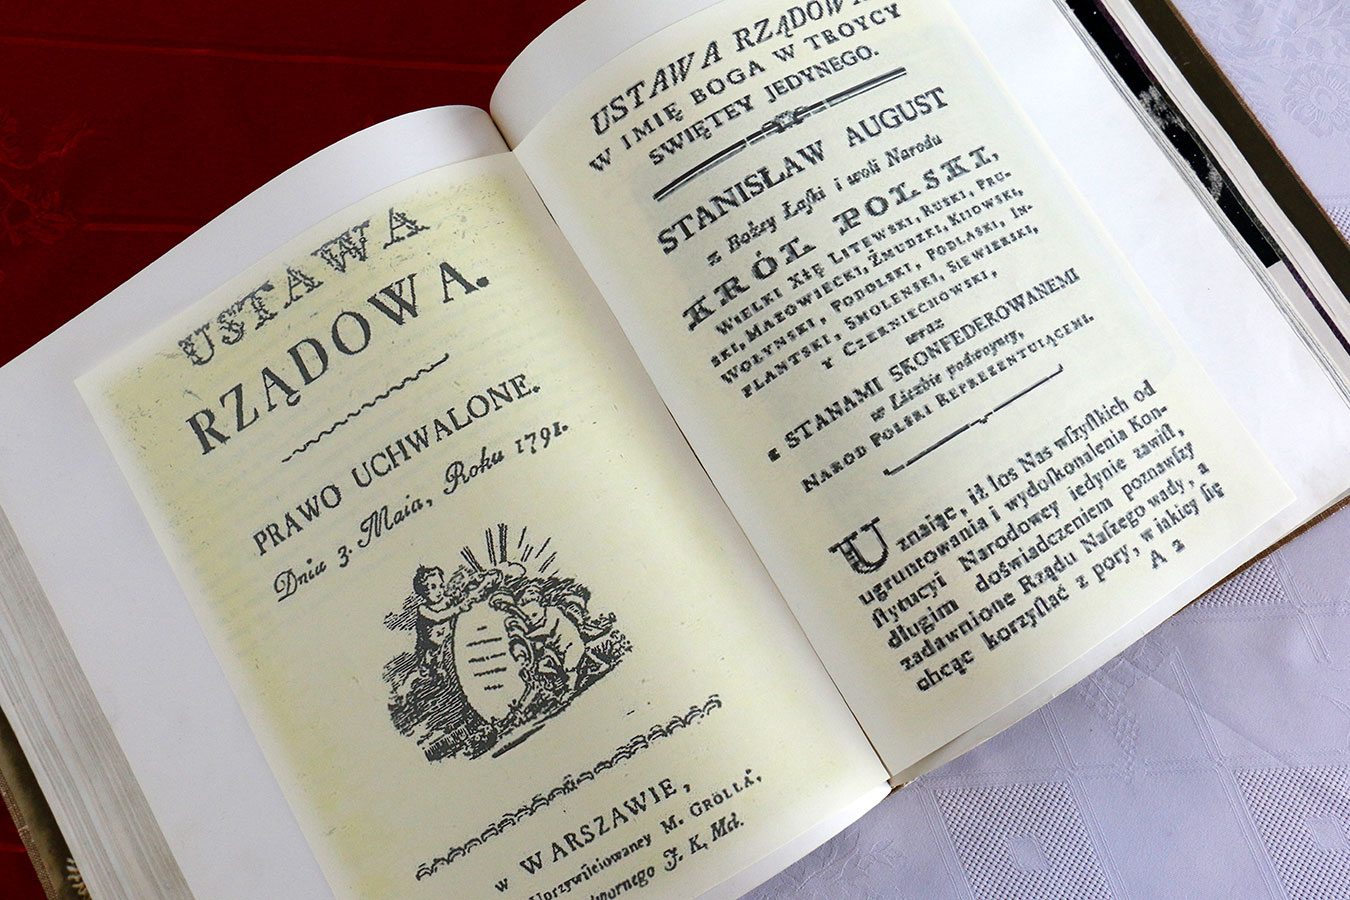 USTAWA
RZĄDOWA.
PRAWO UCHWALONE.
Dnia 3. Maia, Roku 1791.
w WARSZAWIE,
M. GRÖLLA,
J. K. Md.
USTAWA RZĄDOWA
W IMIĘ BOGA W TROYCY
SWIĘTEY JEDYNEGO.
STANISŁAW AUGUST
z Bożey Łaſki i woli Narodu
KRÓL POLSKI,
WIELKI XIĘ LITEWSKI, RUSKI, PRU-
SKI, MAZOWIECKI, ŻMUDZKI, KIIOWSKI,
WOŁYNSKI, PODOLSKI, PODLASKI, IN-
FLANTSKI, SMOLENSKI, SIEWIERSKI,
Y CZERNIECHOWSKI,
wraz
z STANAMI SKONFEDEROWANEMI
w Liczbie podwoyney,
NAROD POLSKI REPREZENTUIĄCEMI.
Uznaiąc, iż los Nas wſzyſtkich od
ugruntowania i wydoſkonalenia Kon-
ſtytucyi Narodowey iedynie zawiſł,
długim doświadczeniem poznawſzy
zadawnione Rządu Naſzego wady, a
chcąc korzyſtać z pory, w iakiey ſię
A 2